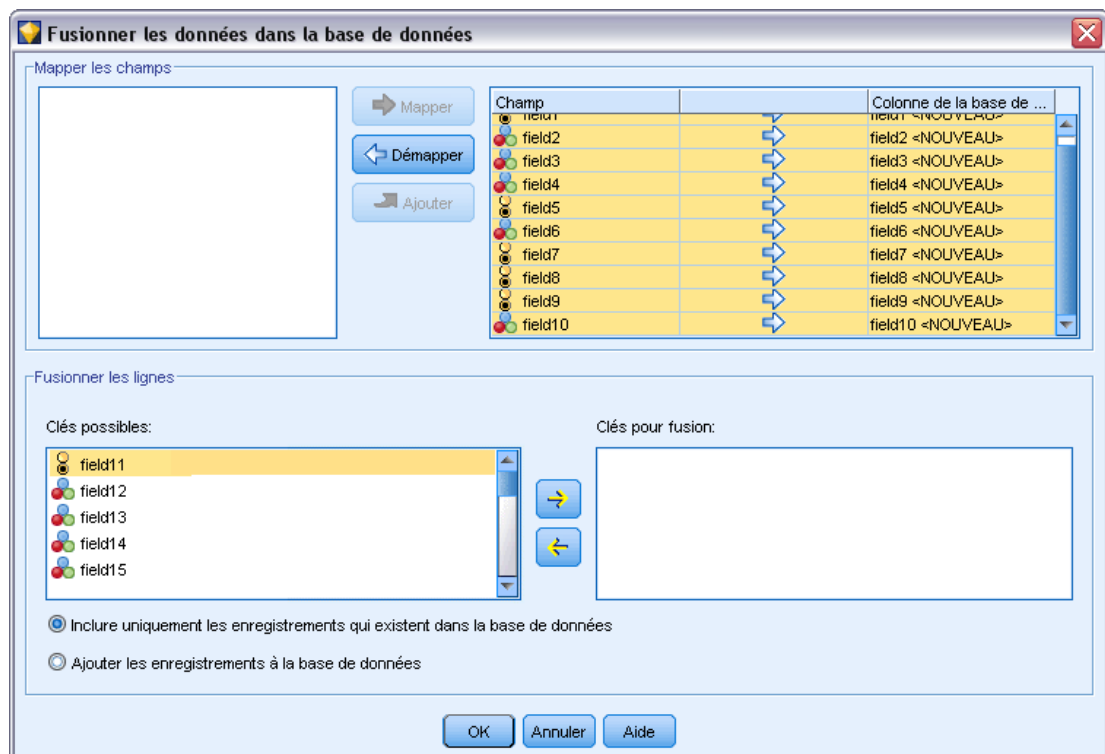 Fusionner les données dans la base de données
Mapper les champs
Mapper
Démapper
Ajouter
Champ Colonne de la base de ...
field1 field1 <NOUVEAU>
field2 field2 <NOUVEAU>
field3 field3 <NOUVEAU>
field4 field4 <NOUVEAU>
field5 field5 <NOUVEAU>
field6 field6 <NOUVEAU>
field7 field7 <NOUVEAU>
field8 field8 <NOUVEAU>
field9 field9 <NOUVEAU>
field10 field10 <NOUVEAU>
Fusionner les lignes
Clés possibles:
field11
field12
field13
field14
field15
Clés pour fusion:
Inclure uniquement les enregistrements qui existent dans la base de données
Ajouter les enregistrements à la base de données
OK Annuler Aide